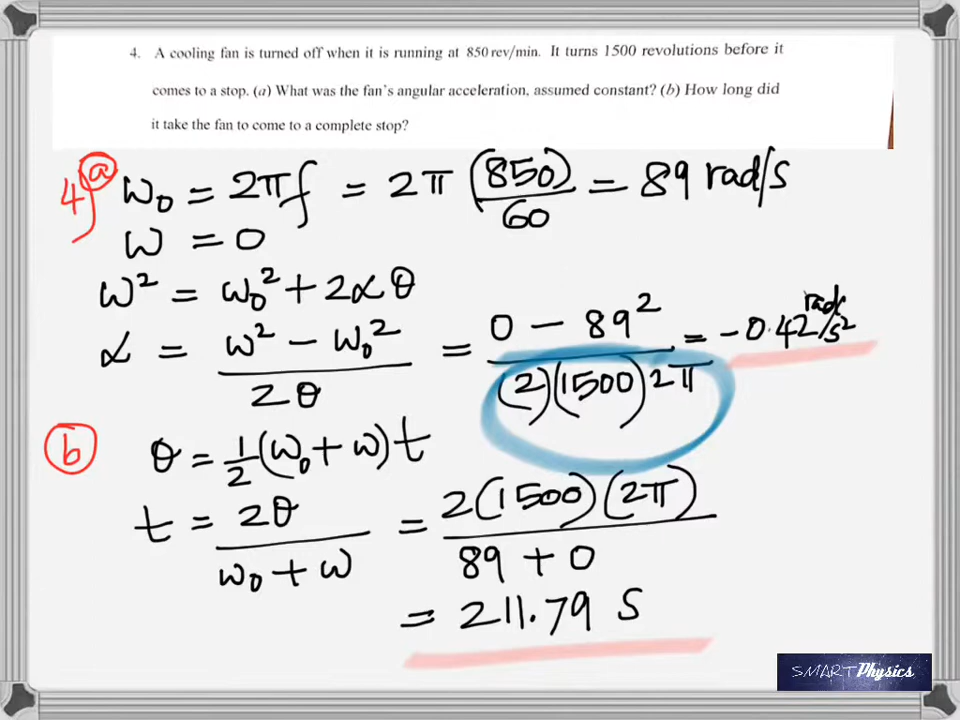 4. A cooling fan is turned off when it is running at 850 rev/min. It turns 1500 revolutions before it
comes to a stop. (a) What was the fan's angular acceleration, assumed constant? (b) How long did
it take the fan to come to a complete stop?
4 a ω₀ = 2πf = 2π (850)/60 = 89 rad/s
ω = 0
ω² = ω₀² + 2αθ
α = (ω² − ω₀²)/2θ = (0 − 89²)/((2)(1500)2π) = −0.42 rad/s²
b θ = ½(ω₀ + ω)t
t = 2θ/(ω₀ + ω) = 2(1500)(2π)/(89 + 0)
= 211.79 S
SMART Physics